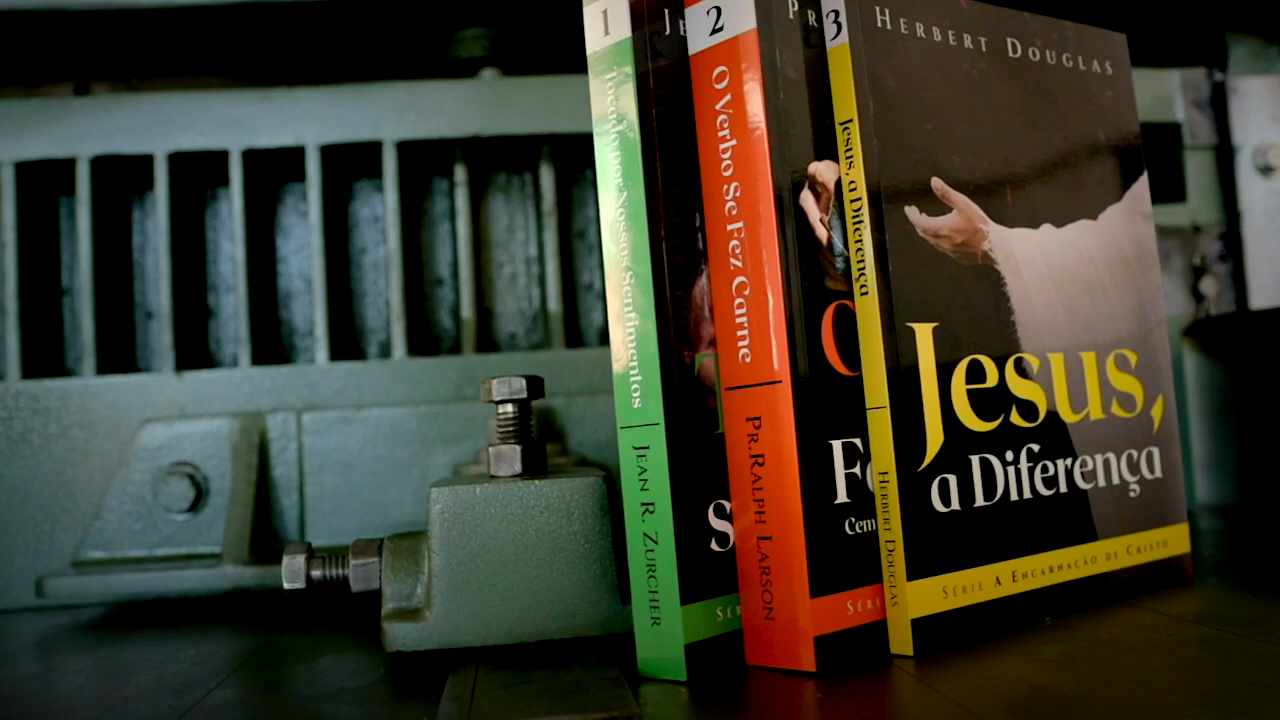 1
Tocado por Nossos Sentimentos
Jean R. Zurcher
2
O Verbo Se Fez Carne
Pr. Ralph Larson
Cem
3
Jesus, a Diferença
Herbert Douglas
Herbert Douglas
Jesus,
a Diferença
Série A Encarnação de Cristo